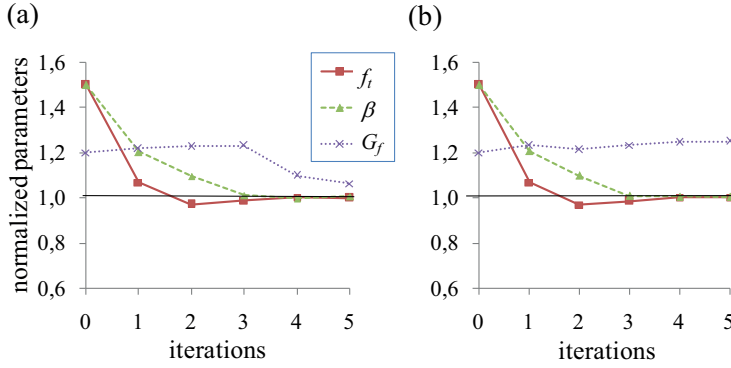 (a)
normalized parameters
1,6
1,4
1,2
1,0
0,8
0,6
0 1 2 3 4 5
iterations
f_t
β
G_f
(b)
1,6
1,4
1,2
1,0
0,8
0,6
0 1 2 3 4 5
iterations